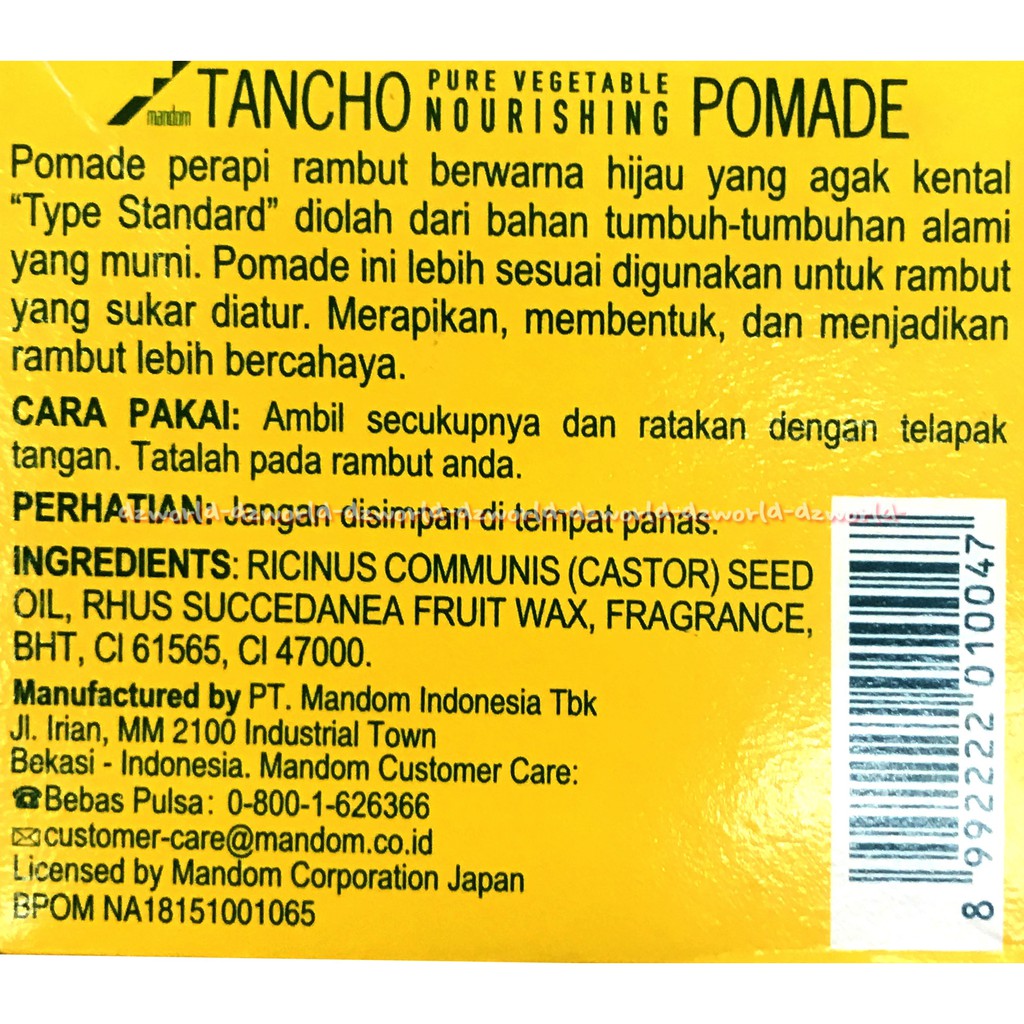 mandom TANCHO PURE VEGETABLE NOURISHING POMADE
Pomade perapi rambut berwarna hijau yang agak kental
“Type Standard” diolah dari bahan tumbuh-tumbuhan alami
yang murni. Pomade ini lebih sesuai digunakan untuk rambut
yang sukar diatur. Merapikan, membentuk, dan menjadikan
rambut lebih bercahaya.
CARA PAKAI: Ambil secukupnya dan ratakan dengan telapak
tangan. Tatalah pada rambut anda.
PERHATIAN: Jangan disimpan di tempat panas.
dzworld-dzworld-dzworld-dzworld-dzworld-dzworld-
INGREDIENTS: RICINUS COMMUNIS (CASTOR) SEED
OIL, RHUS SUCCEDANEA FRUIT WAX, FRAGRANCE,
BHT, CI 61565, CI 47000.
Manufactured by PT. Mandom Indonesia Tbk
Jl. Irian, MM 2100 Industrial Town
Bekasi - Indonesia. Mandom Customer Care:
☎Bebas Pulsa: 0-800-1-626366
✉customer-care@mandom.co.id
Licensed by Mandom Corporation Japan
BPOM NA18151001065
8 992222 010047